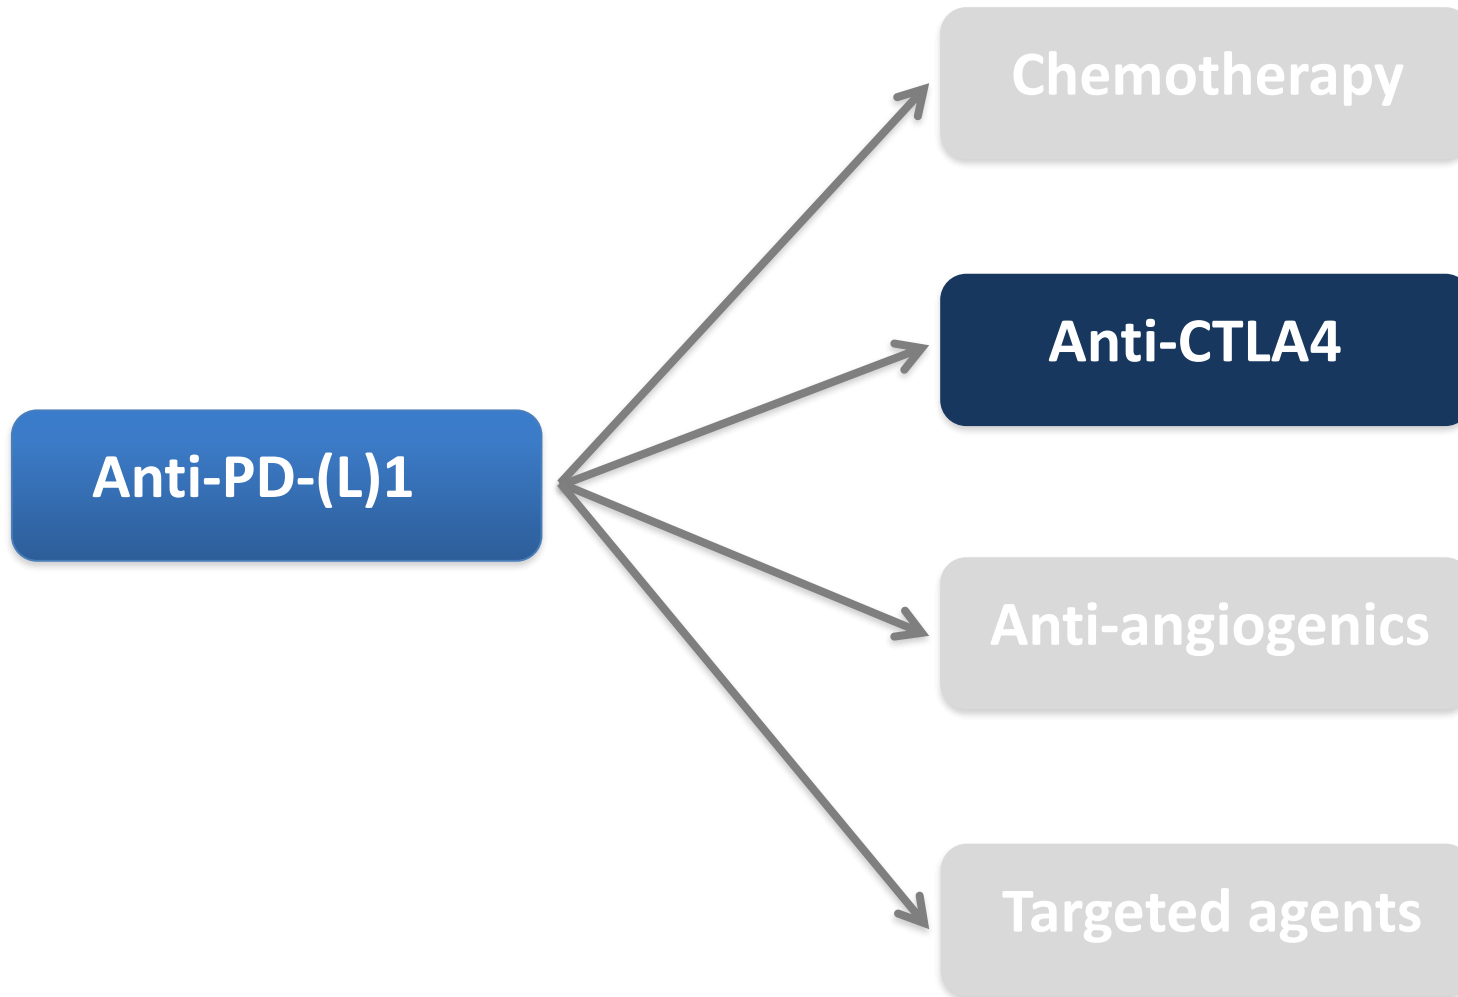 Chemotherapy
Anti-CTLA4
Anti-PD-(L)1
Anti-angiogenics
Targeted agents